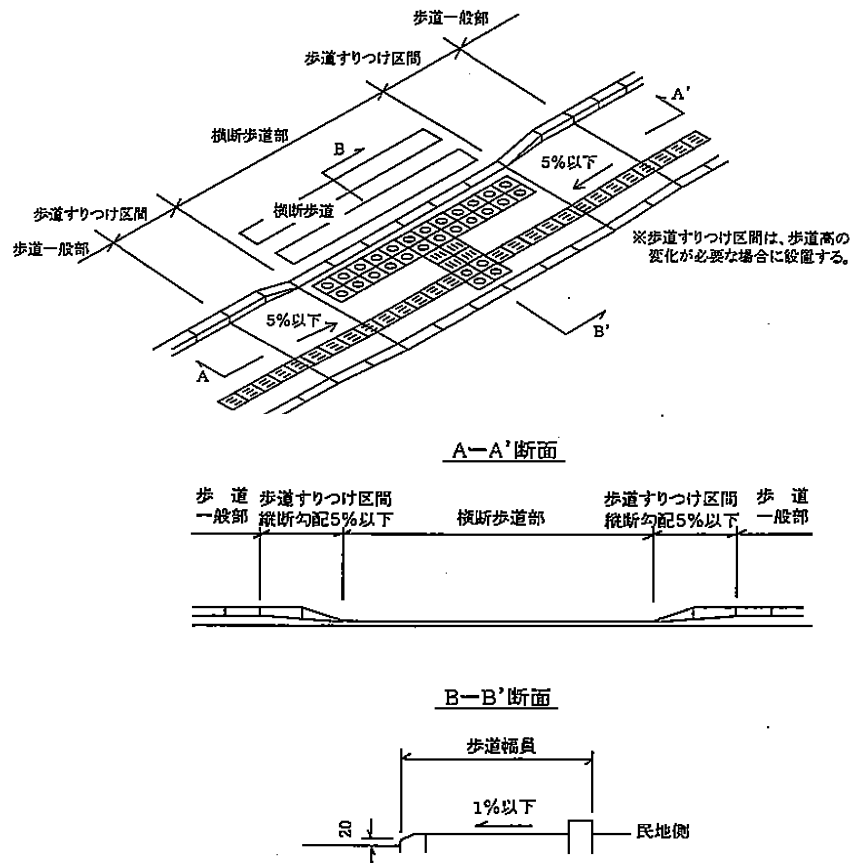 歩道一般部
歩道すりつけ区間
横断歩道部
B
A'
5%以下
横断歩道
歩道すりつけ区間
歩道一般部
※歩道すりつけ区間は、歩道高の
変化が必要な場合に設置する。
5%以下
B'
A
A-A'断面
歩道
一般部
歩道すりつけ区間
縦断勾配5%以下
横断歩道部
歩道すりつけ区間
縦断勾配5%以下
歩道
一般部
B-B'断面
歩道幅員
1%以下
20
民地側